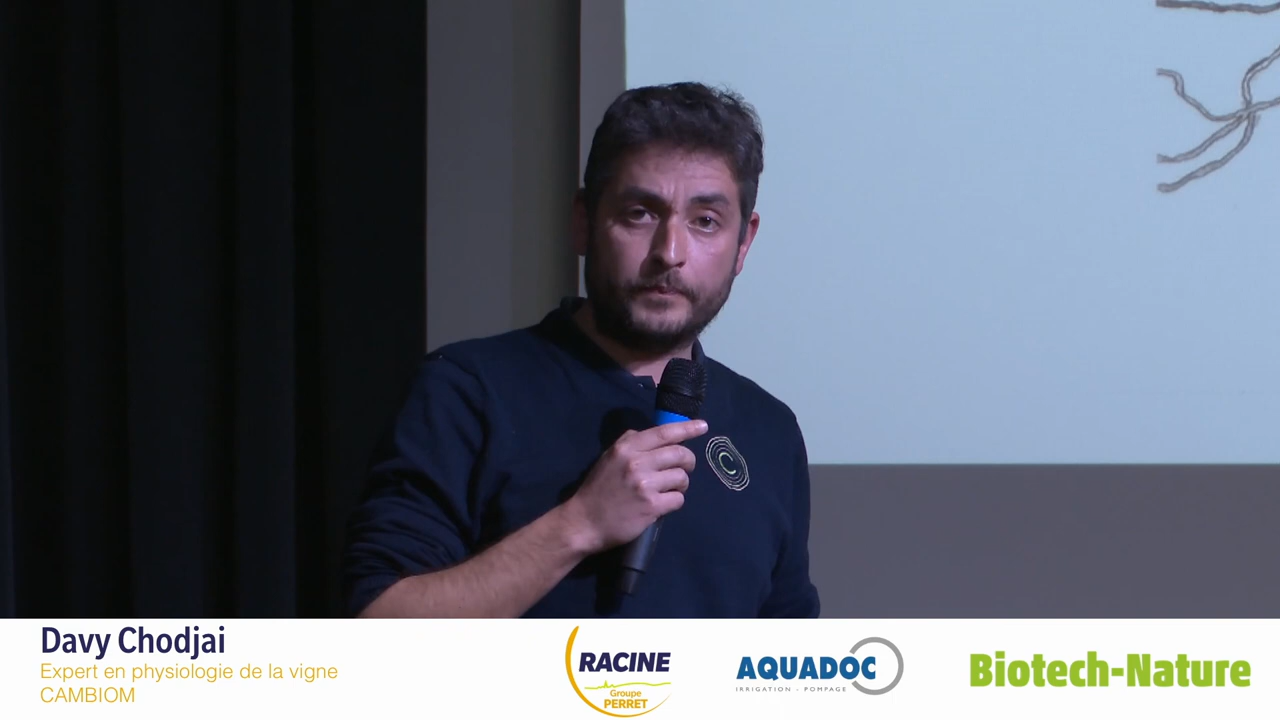 C
Davy Chodjai
Expert en physiologie de la vigne
CAMBIOM
RACINE
Groupe
PERRET
AQUADOC
IRRIGATION - POMPAGE
Biotech-Nature